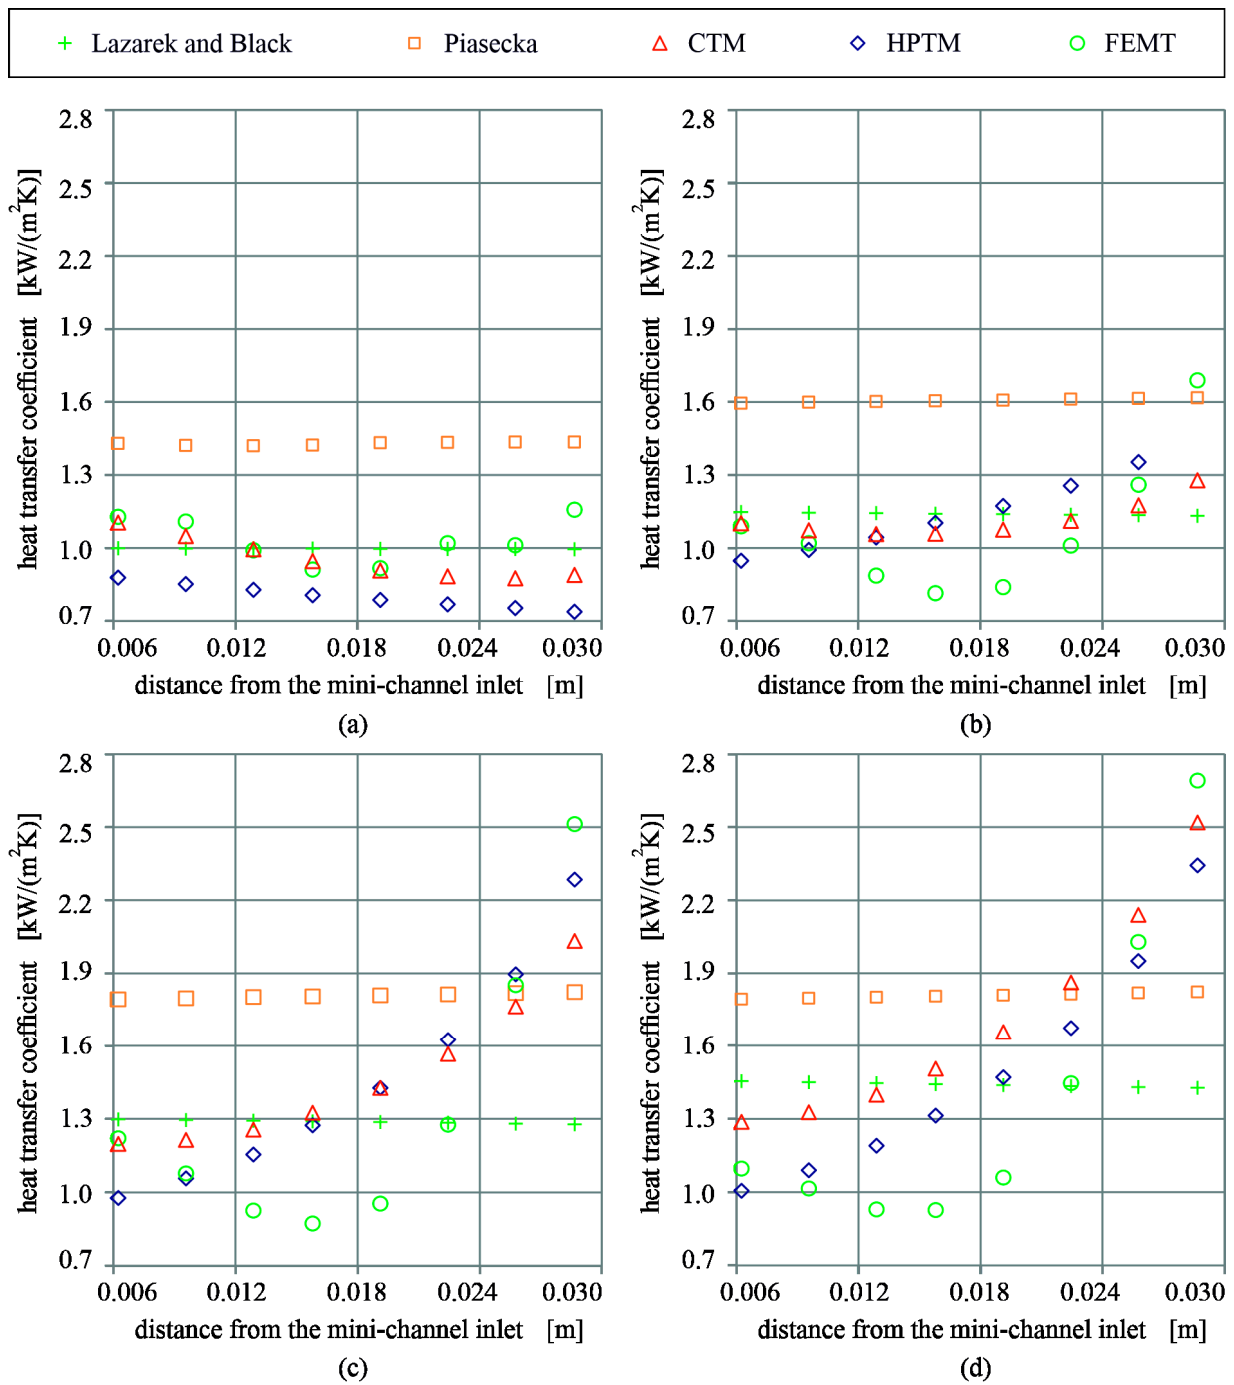 Lazarek and Black Piasecka CTM HPTM FEMT
heat transfer coefficient [kW/(m²K)]
2.8
2.5
2.2
1.9
1.6
1.3
1.0
0.7
0.006 0.012 0.018 0.024 0.030
distance from the mini-channel inlet [m]
(a)
heat transfer coefficient [kW/(m²K)]
2.8
2.5
2.2
1.9
1.6
1.3
1.0
0.7
0.006 0.012 0.018 0.024 0.030
distance from the mini-channel inlet [m]
(b)
heat transfer coefficient [kW/(m²K)]
2.8
2.5
2.2
1.9
1.6
1.3
1.0
0.7
0.006 0.012 0.018 0.024 0.030
distance from the mini-channel inlet [m]
(c)
heat transfer coefficient [kW/(m²K)]
2.8
2.5
2.2
1.9
1.6
1.3
1.0
0.7
0.006 0.012 0.018 0.024 0.030
distance from the mini-channel inlet [m]
(d)